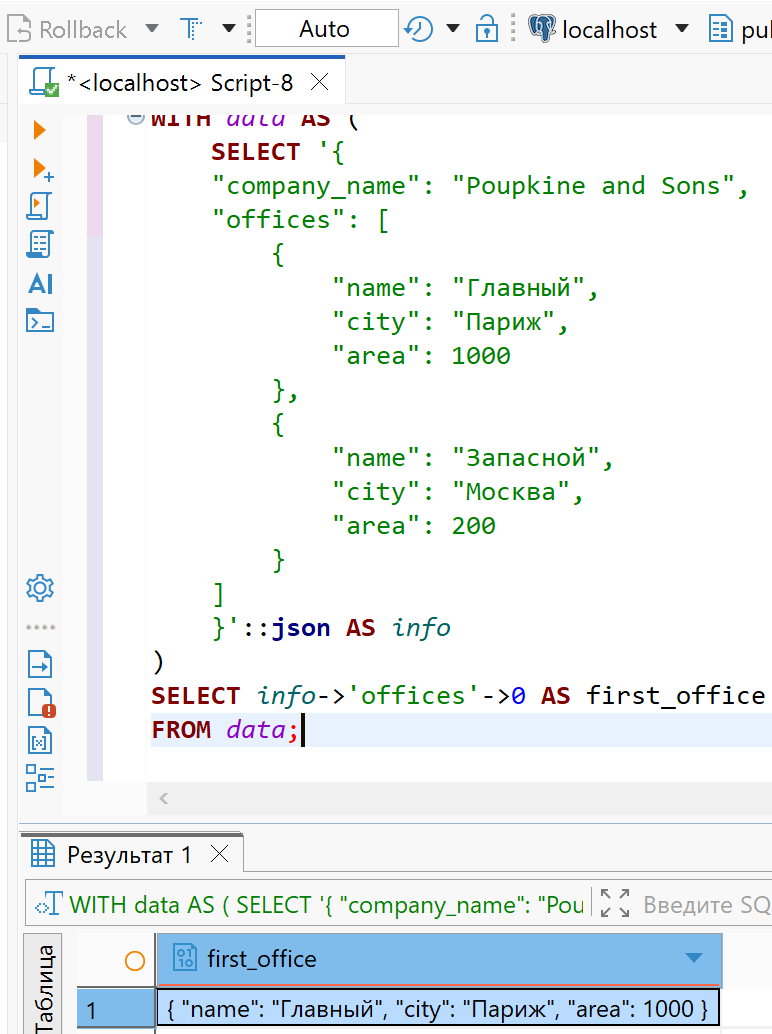 Rollback Auto localhost pul
*<localhost> Script-8
WITH data AS (
SELECT '{
"company_name": "Poupkine and Sons",
"offices": [
{
"name": "Главный",
"city": "Париж",
"area": 1000
},
{
"name": "Запасной",
"city": "Москва",
"area": 200
}
]
}'::json AS info
)
SELECT info->'offices'->0 AS first_office
FROM data;
AI
Результат 1
WITH data AS ( SELECT '{ "company_name": "Pou Введите SQ
Таблица
first_office
1 { "name": "Главный", "city": "Париж", "area": 1000 }